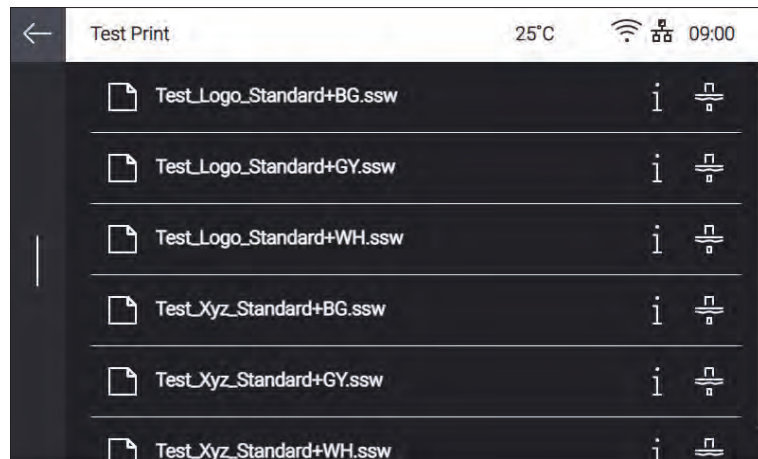 Test Print 25°C 09:00
Test_Logo_Standard+BG.ssw
Test_Logo_Standard+GY.ssw
Test_Logo_Standard+WH.ssw
Test_Xyz_Standard+BG.ssw
Test_Xyz_Standard+GY.ssw
Test_Xyz_Standard+WH.ssw